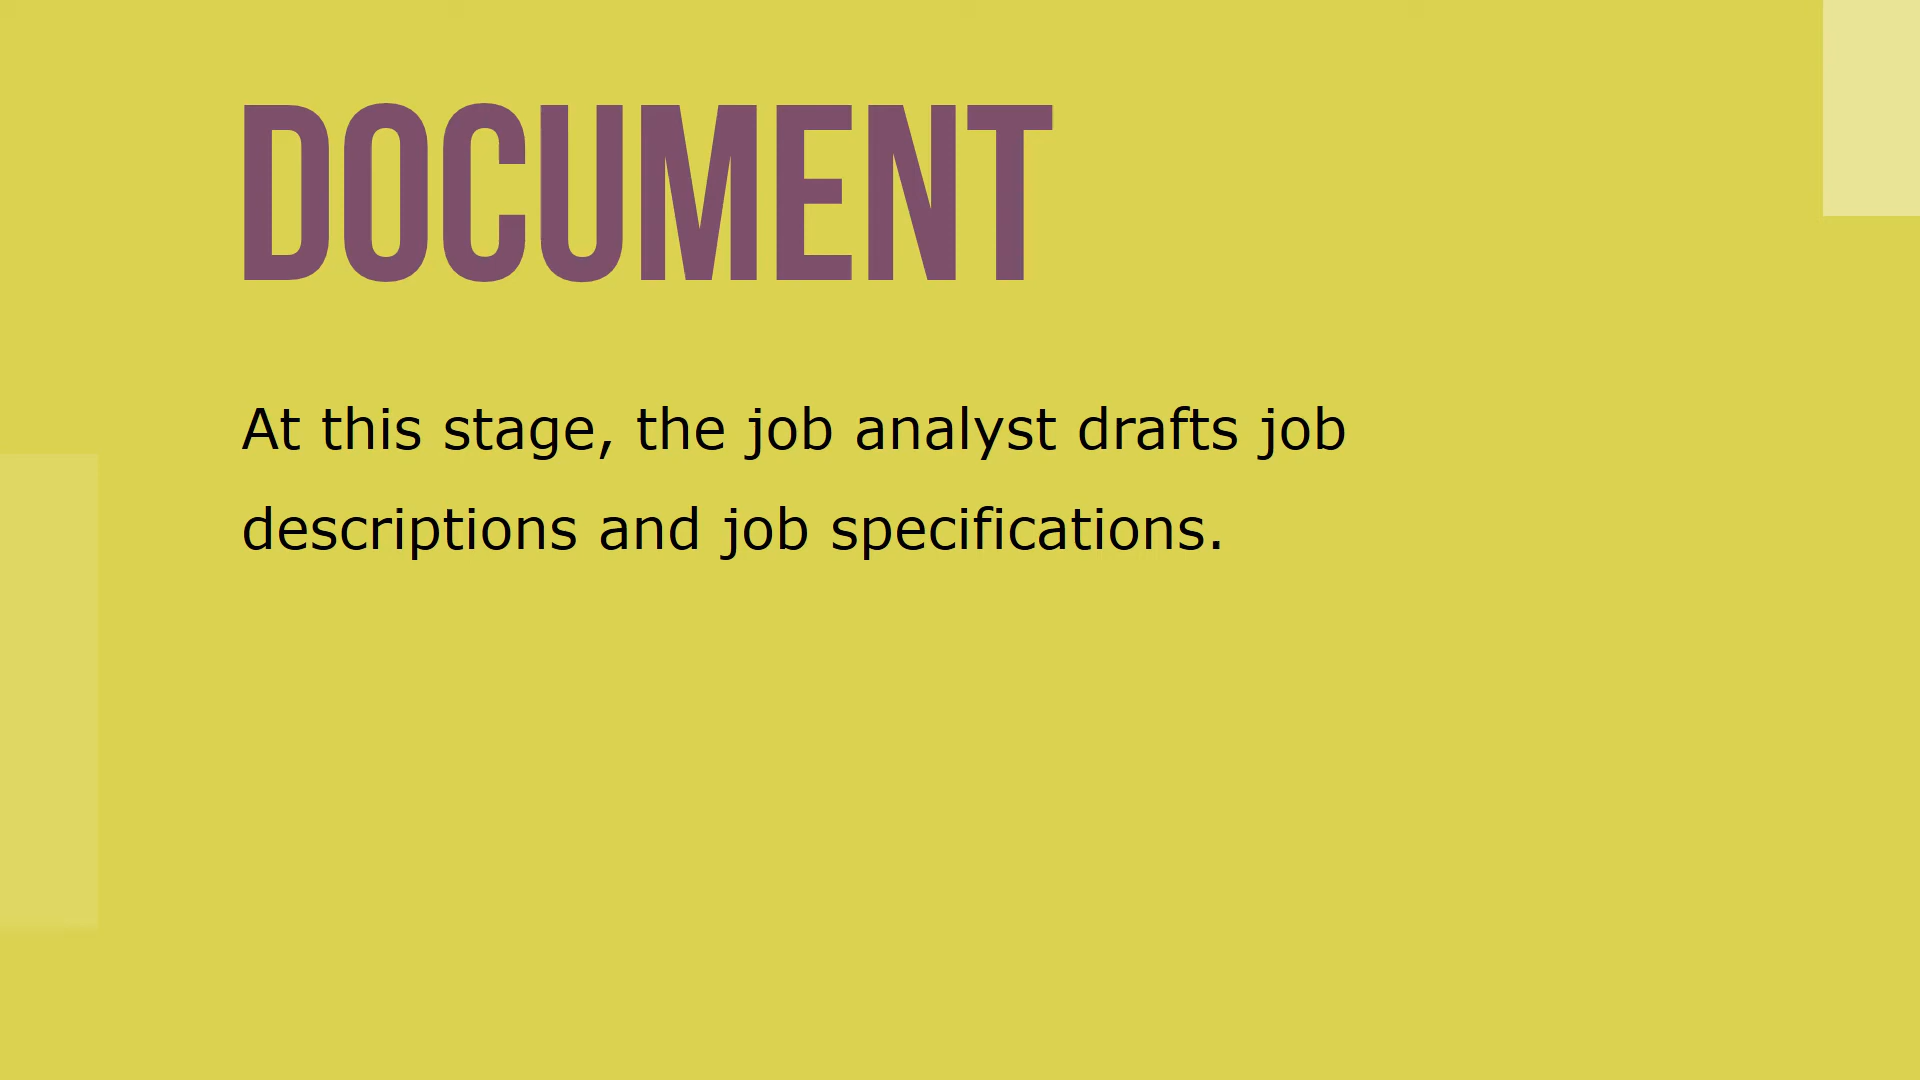 DOCUMENT
At this stage, the job analyst drafts job
descriptions and job specifications.